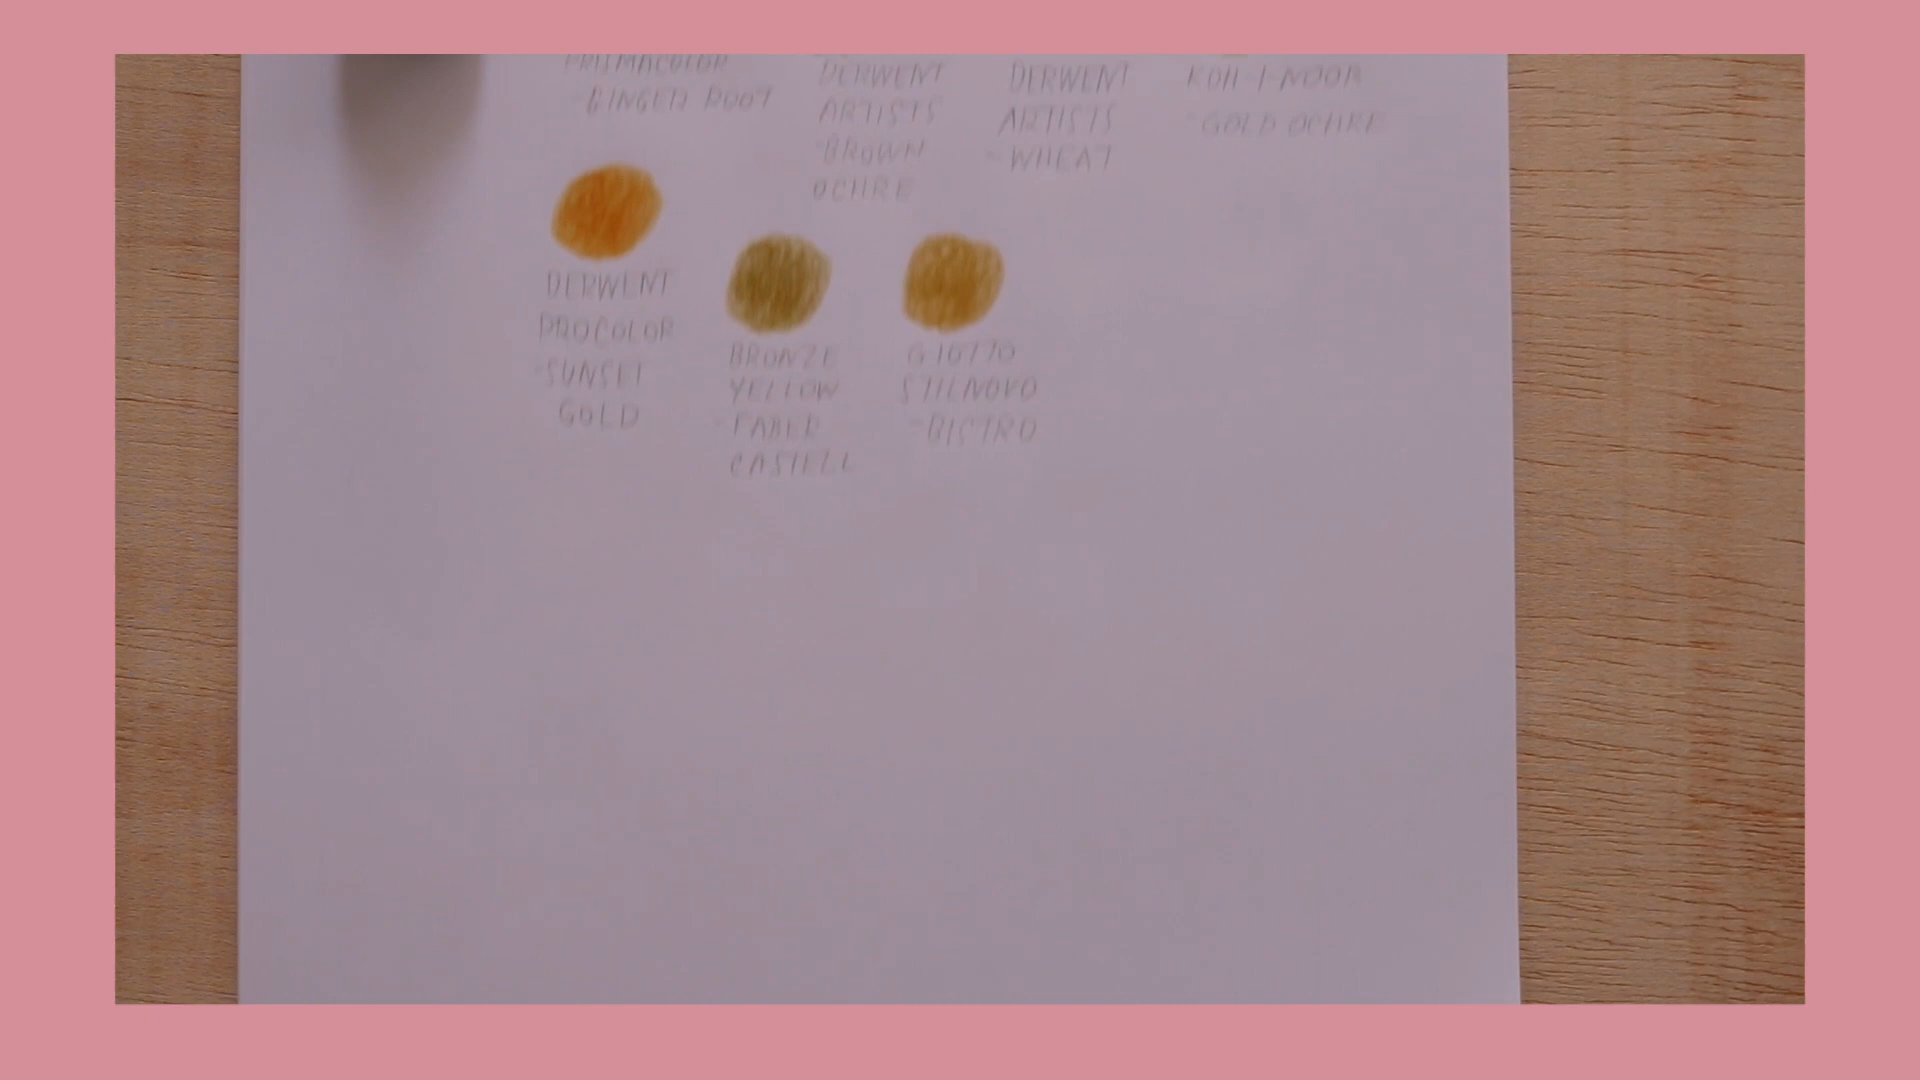 PRISMACOLOR
-GINGER ROOT
DERWENT
ARTISTS
-BROWN
OCHRE
DERWENT
ARTISTS
-WHEAT
KOH-I-NOOR
-GOLD OCHRE
DERWENT
PROCOLOR
-SUNSET
GOLD
BRONZE
YELLOW
-FABER
CASTELL
GIOTTO
STILNOVO
-BISTRO